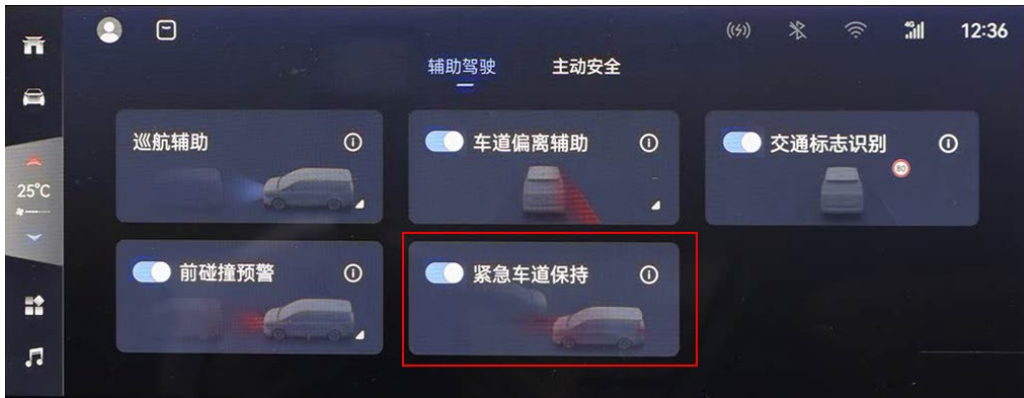 4G
12:36
辅助驾驶
主动安全
25°C
巡航辅助
车道偏离辅助
交通标志识别
80
前碰撞预警
紧急车道保持